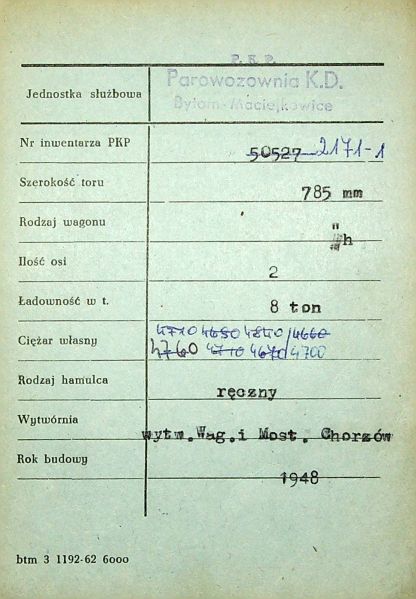 P.K.P.
Jednostka służbowa Parowozownia K.D.
Bytom-Maciejkowice
Nr inwentarza PKP 50527 2171-1
Szerokość toru 785 mm
Rodzaj wagonu "h
Ilość osi 2
Ładowność w t. 8 ton
Ciężar własny 4710 4650 4840/4660
4760 4710 4670/4700
Rodzaj hamulca ręczny
Wytwórnia wytw.Wag.i Most. Chorzów
Rok budowy 1948
btm 3 1192-62 6000